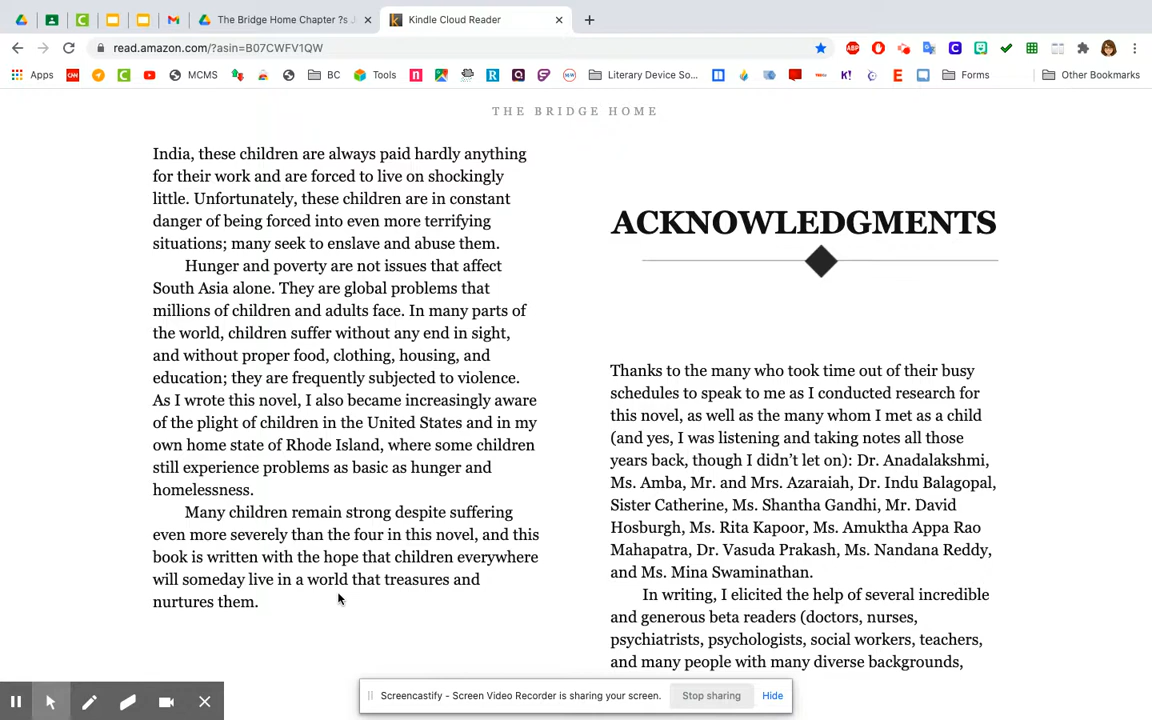 The Bridge Home Chapter ?s .
Kindle Cloud Reader
read.amazon.com/?asin=B07CWFV1QW
Apps
MCMS
BC
Tools
Literary Device So...
Forms
Other Bookmarks
THE BRIDGE HOME
India, these children are always paid hardly anything
for their work and are forced to live on shockingly
little. Unfortunately, these children are in constant
danger of being forced into even more terrifying
situations; many seek to enslave and abuse them.
Hunger and poverty are not issues that affect
South Asia alone. They are global problems that
millions of children and adults face. In many parts of
the world, children suffer without any end in sight,
and without proper food, clothing, housing, and
education; they are frequently subjected to violence.
As I wrote this novel, I also became increasingly aware
of the plight of children in the United States and in my
own home state of Rhode Island, where some children
still experience problems as basic as hunger and
homelessness.
Many children remain strong despite suffering
even more severely than the four in this novel, and this
book is written with the hope that children everywhere
will someday live in a world that treasures and
nurtures them.
ACKNOWLEDGMENTS
Thanks to the many who took time out of their busy
schedules to speak to me as I conducted research for
this novel, as well as the many whom I met as a child
(and yes, I was listening and taking notes all those
years back, though I didn’t let on): Dr. Anadalakshmi,
Ms. Amba, Mr. and Mrs. Azaraiah, Dr. Indu Balagopal,
Sister Catherine, Ms. Shantha Gandhi, Mr. David
Hosburgh, Ms. Rita Kapoor, Ms. Amuktha Appa Rao
Mahapatra, Dr. Vasuda Prakash, Ms. Nandana Reddy,
and Ms. Mina Swaminathan.
In writing, I elicited the help of several incredible
and generous beta readers (doctors, nurses,
psychiatrists, psychologists, social workers, teachers,
and many people with many diverse backgrounds,
Screencastify - Screen Video Recorder is sharing your screen.
Stop sharing
Hide